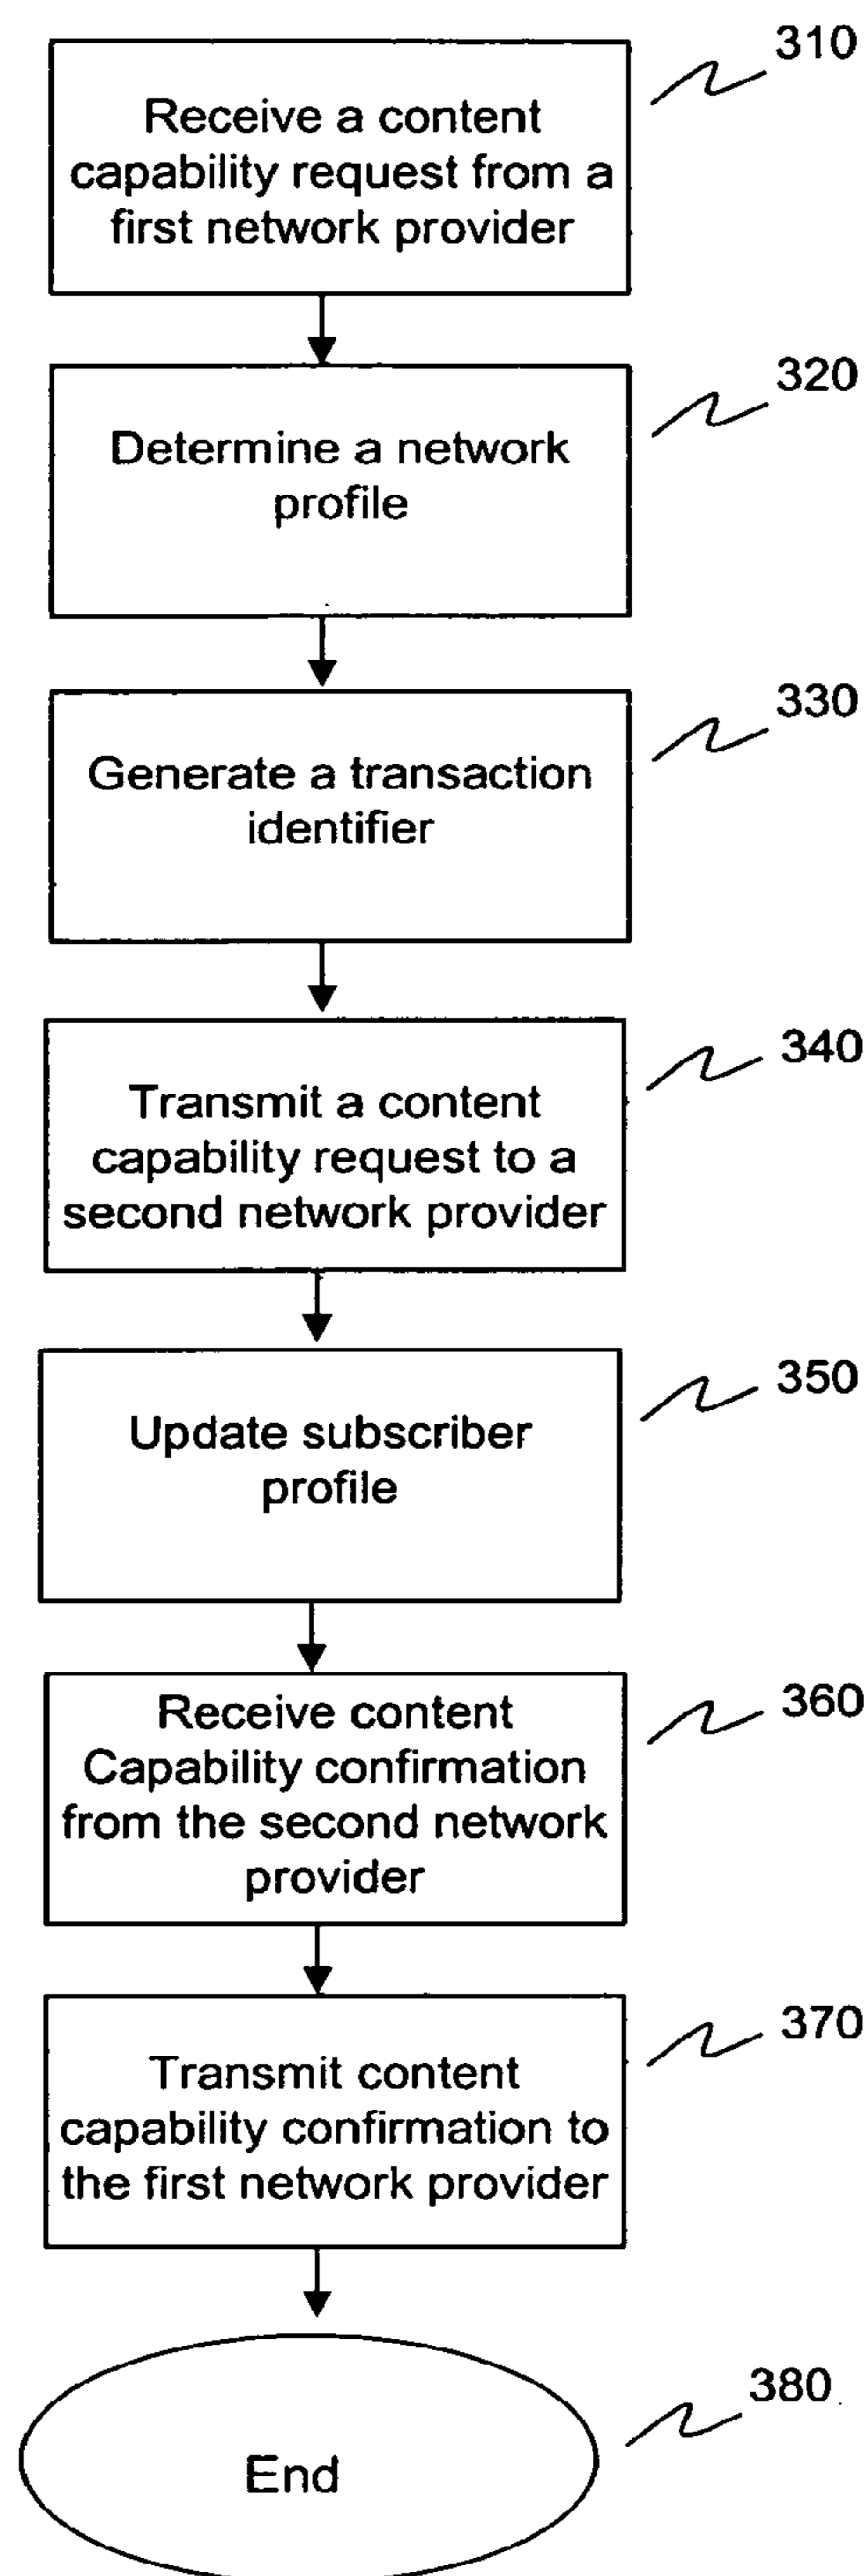 310
Receive a content
capability request from a
first network provider
320
Determine a network
profile
330
Generate a transaction
identifier
340
Transmit a content
capability request to a
second network provider
350
Update subscriber
profile
360
Receive content
Capability confirmation
from the second network
provider
370
Transmit content
capability confirmation to
the first network provider
380
End